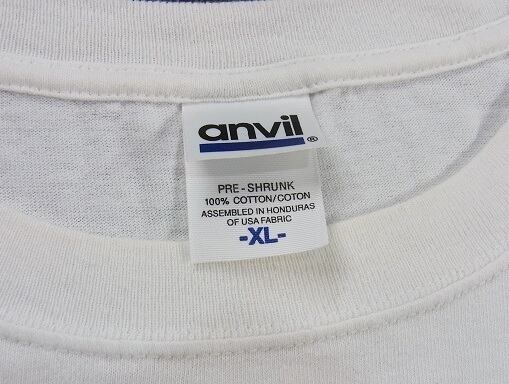 anvil®
PRE-SHRUNK
100% COTTON/COTON
ASSEMBLED IN HONDURAS
OF USA FABRIC
-XL-